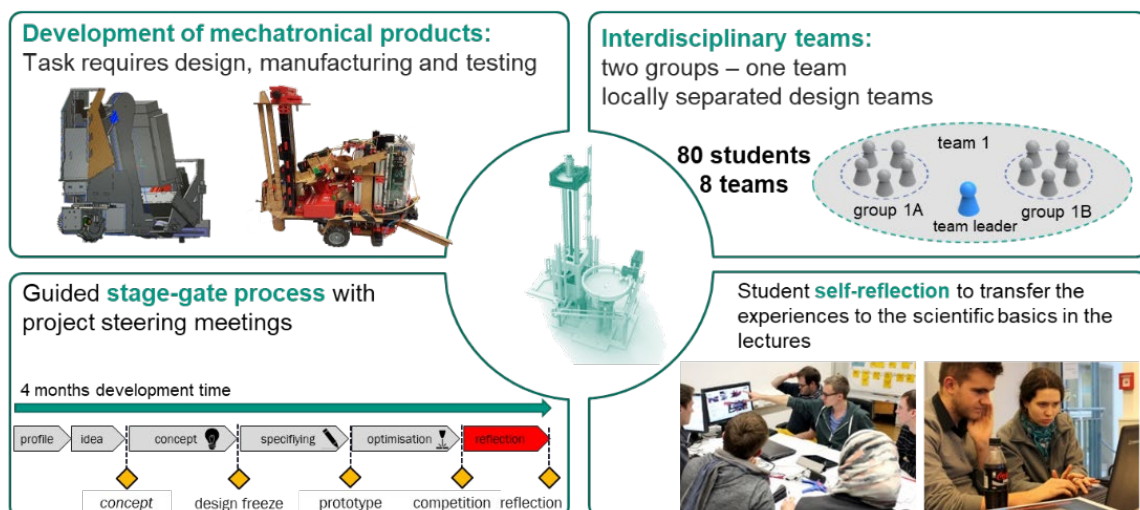 Development of mechatronical products:
Task requires design, manufacturing and testing
Interdisciplinary teams:
two groups – one team
locally separated design teams
80 students
8 teams
team 1
group 1A
team leader
group 1B
Guided stage-gate process with
project steering meetings
4 months development time
profile
idea
concept
specifiying
optimisation
reflection
concept
design freeze
prototype
competition
reflection
Student self-reflection to transfer the
experiences to the scientific basics in the
lectures